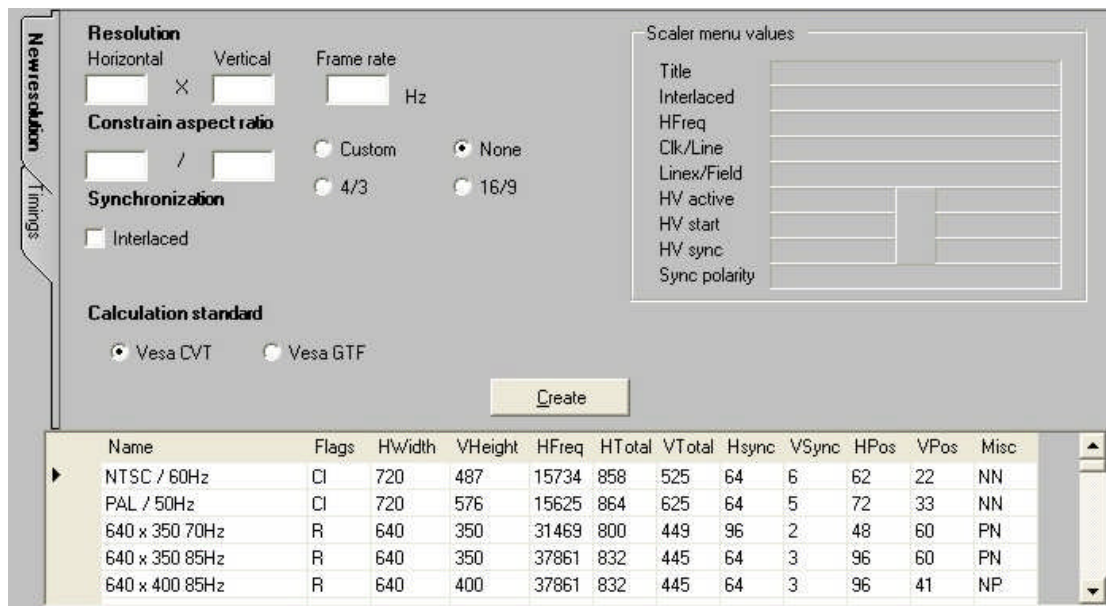 New resolution
Timings
Resolution
Horizontal Vertical Frame rate
X Hz
Constrain aspect ratio
/ Custom None
4/3 16/9
Synchronization
Interlaced
Calculation standard
Vesa CVT Vesa GTF
Create
Scaler menu values
Title
Interlaced
HFreq
Clk/Line
Linex/Field
HV active
HV start
HV sync
Sync polarity
Name Flags HWidth VHeight HFreq HTotal VTotal Hsync VSync HPos VPos Misc
NTSC / 60Hz CI 720 487 15734 858 525 64 6 62 22 NN
PAL / 50Hz CI 720 576 15625 864 625 64 5 72 33 NN
640 x 350 70Hz R 640 350 31469 800 449 96 2 48 60 PN
640 x 350 85Hz R 640 350 37861 832 445 64 3 96 60 PN
640 x 400 85Hz R 640 400 37861 832 445 64 3 96 41 NP